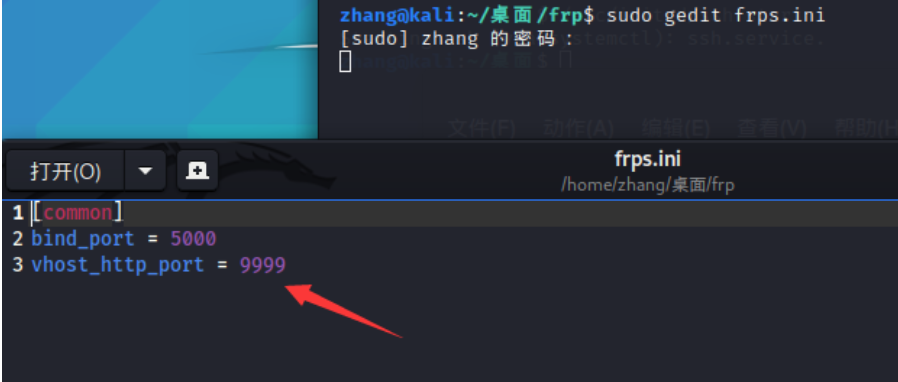 zhang@kali:~/桌面/frp$ sudo gedit frps.ini
[sudo] zhang 的密码：
文件(F) 动作(A) 编辑(E) 查看(V) 帮助(H
打开(O)
frps.ini
/home/zhang/桌面/frp
1 [common]
2 bind_port = 5000
3 vhost_http_port = 9999